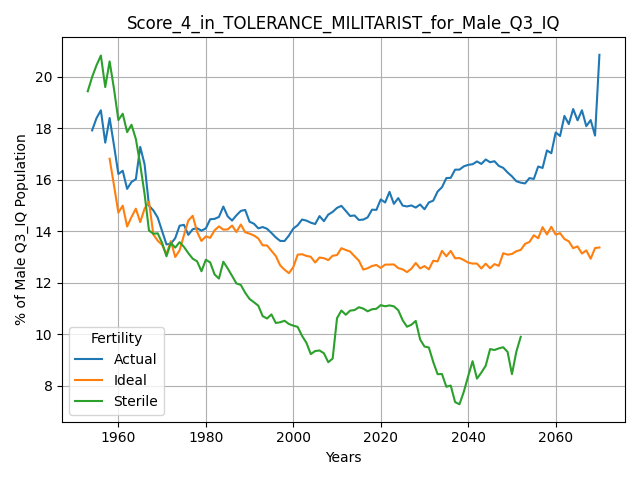 Score_4_in_TOLERANCE_MILITARIST_for_Male_Q3_IQ
% of Male Q3_IQ Population
20
18
16
14
12
10
8
Fertility
Actual
Ideal
Sterile
1960 1980 2000 2020 2040 2060
Years